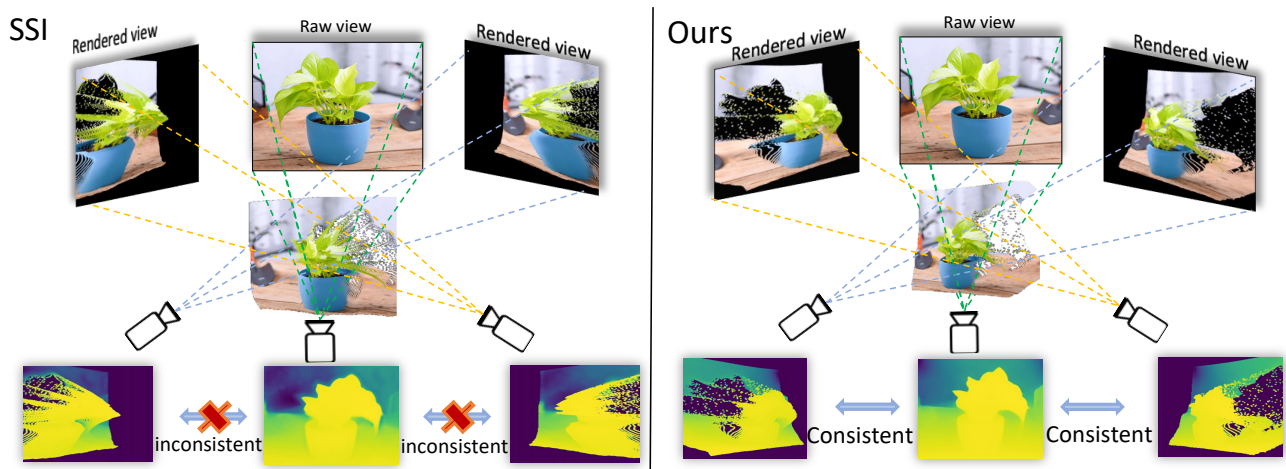 SSI
Rendered view
Raw view
Rendered view
inconsistent
inconsistent
Ours
Rendered view
Raw view
Rendered view
Consistent
Consistent